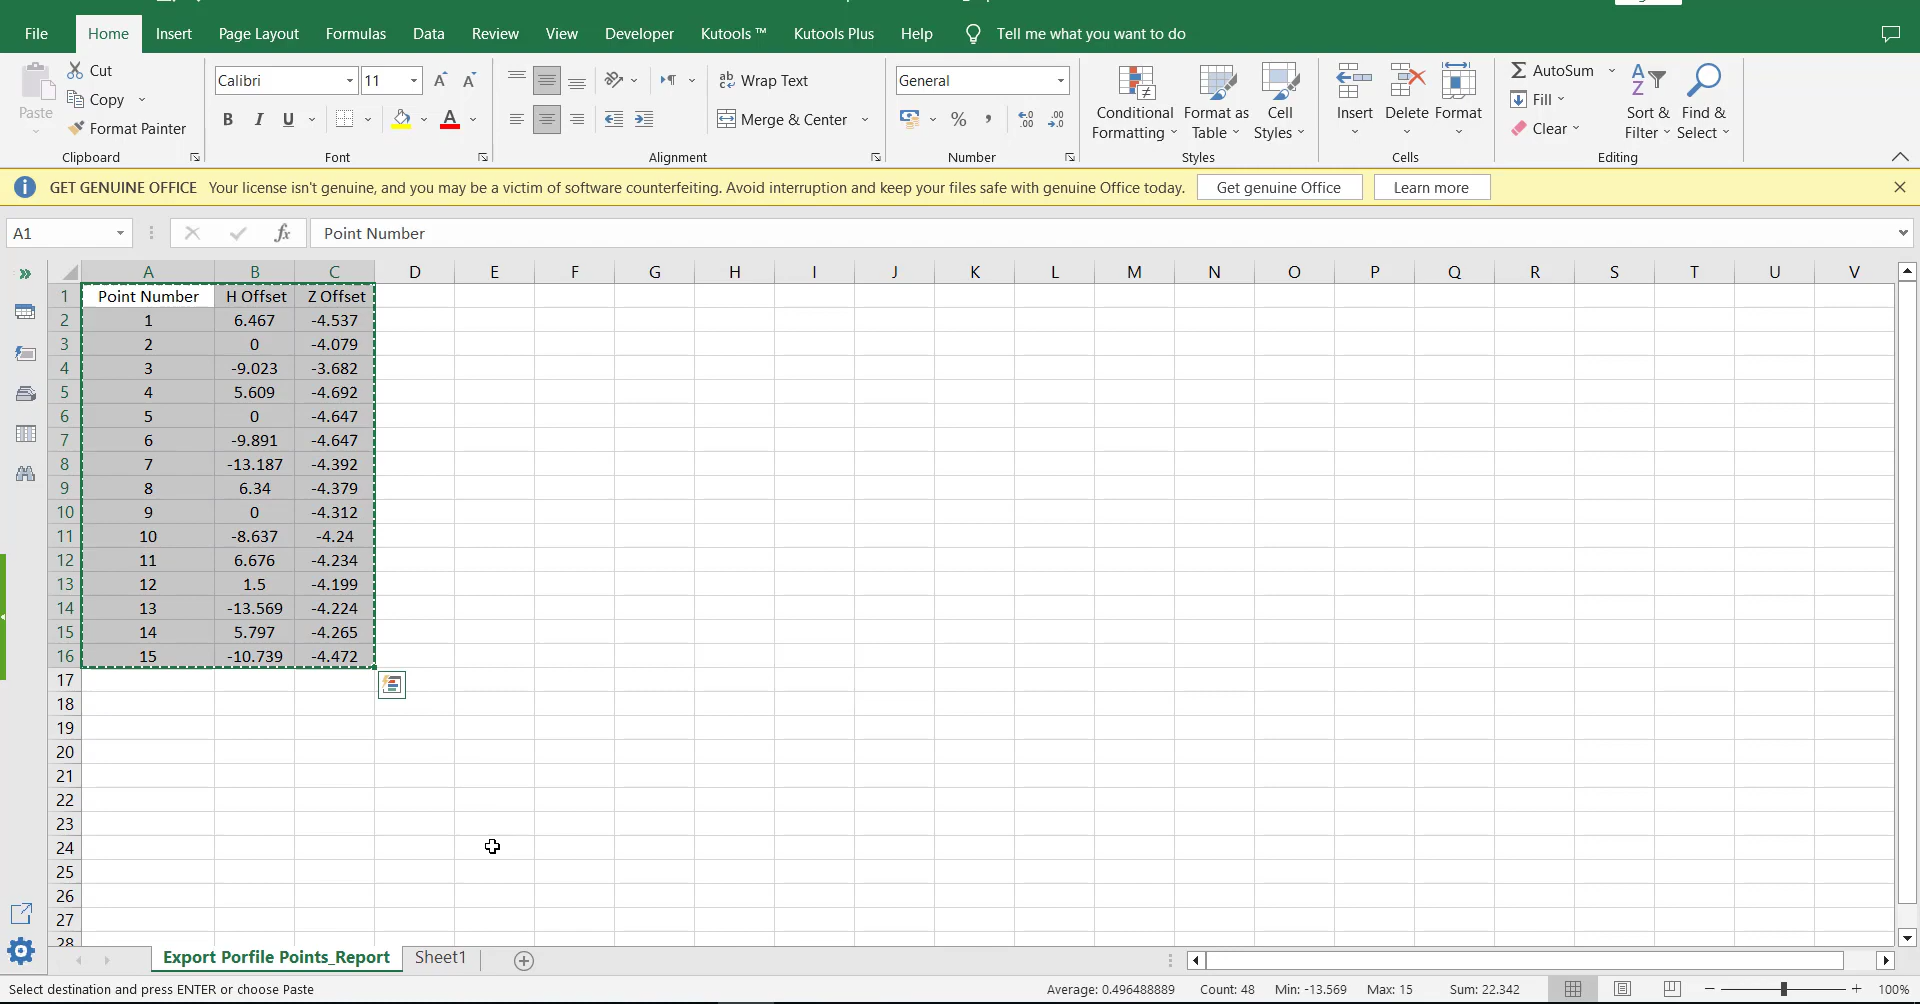 File Home Insert Page Layout Formulas Data Review View Developer Kutools ™ Kutools Plus Help Tell me what you want to do
Paste Cut
Copy
Format Painter
Clipboard
Calibri 11
B I U A
Font
Wrap Text
Merge & Center
Alignment
General
% ,
Number
Conditional Formatting
Format as Table
Cell Styles
Styles
Insert Delete Format
Cells
AutoSum
Fill
Clear
Sort & Filter
Find & Select
Editing
GET GENUINE OFFICE Your license isn't genuine, and you may be a victim of software counterfeiting. Avoid interruption and keep your files safe with genuine Office today. Get genuine Office Learn more
A1 fx Point Number
A B C D E F G H I J K L M N O P Q R S T U V
1 Point Number H Offset Z Offset
2 1 6.467 -4.537
3 2 0 -4.079
4 3 -9.023 -3.682
5 4 5.609 -4.692
6 5 0 -4.647
7 6 -9.891 -4.647
8 7 -13.187 -4.392
9 8 6.34 -4.379
10 9 0 -4.312
11 10 -8.637 -4.24
12 11 6.676 -4.234
13 12 1.5 -4.199
14 13 -13.569 -4.224
15 14 5.797 -4.265
16 15 -10.739 -4.472
17
18
19
20
21
22
23
24
25
26
27
28
Export Porfile Points_Report Sheet1
Select destination and press ENTER or choose Paste Average: 0.496488889 Count: 48 Min: -13.569 Max: 15 Sum: 22.342 100%